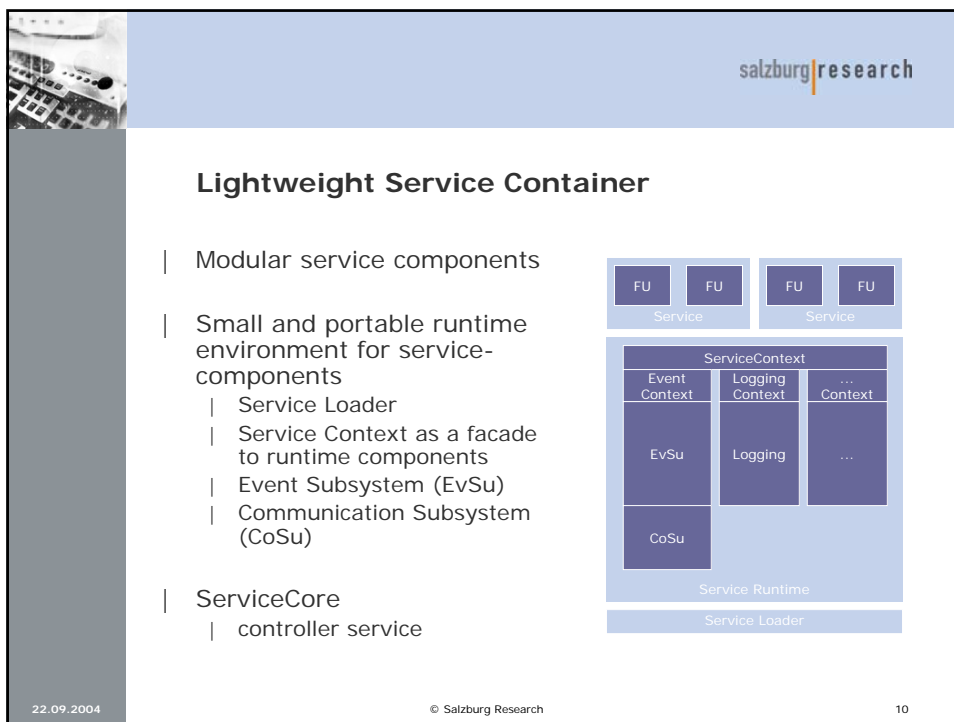 salzburg research
Lightweight Service Container
| Modular service components
| Small and portable runtime
environment for service-
components
| Service Loader
| Service Context as a facade
to runtime components
| Event Subsystem (EvSu)
| Communication Subsystem
(CoSu)
| ServiceCore
| controller service
FU FU FU FU
Service Service
ServiceContext
Event Logging ...
Context Context Context
EvSu Logging ...
CoSu
Service Runtime
Service Loader
22.09.2004 © Salzburg Research 10